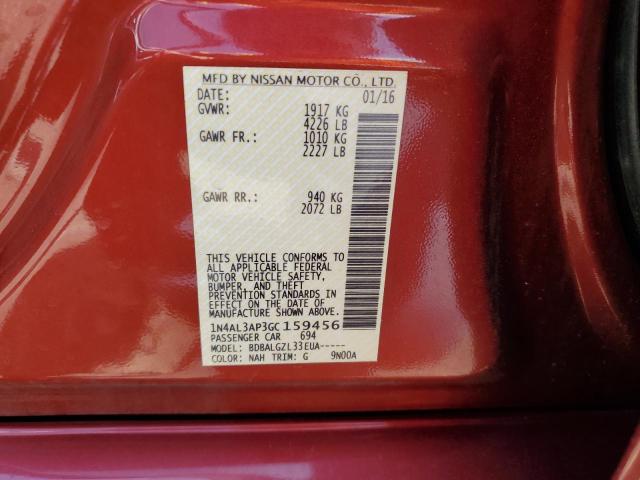 MFD BY NISSAN MOTOR CO., LTD.
DATE: 01/16
GVWR: 1917 KG
4226 LB
GAWR FR.: 1010 KG
2227 LB
GAWR RR.: 940 KG
2072 LB
THIS VEHICLE CONFORMS TO
ALL APPLICABLE FEDERAL
MOTOR VEHICLE SAFETY,
BUMPER, AND THEFT
PREVENTION STANDARDS IN
EFFECT ON THE DATE OF
MANUFACTURE SHOWN ABOVE.
1N4AL3AP3GC159456
PASSENGER CAR 694
MODEL: BDBALGZL33EUA-----
COLOR: NAH TRIM: G 9N00A